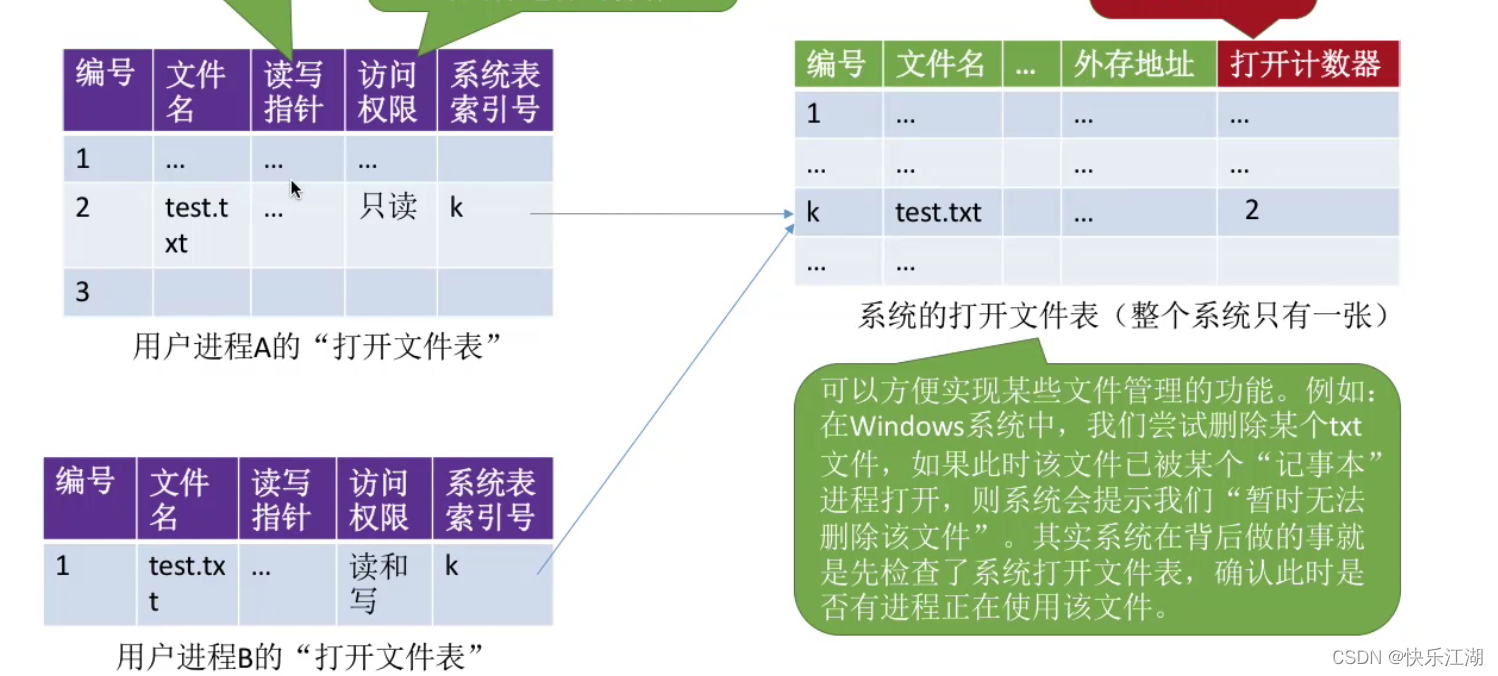 编号 文件名 读写指针 访问权限 系统表索引号
1 … … …
2 test.txt … 只读 k
3
用户进程A的“打开文件表”
编号 文件名 … 外存地址 打开计数器
1 … … …
… … … …
k test.txt … 2
… …
系统的打开文件表（整个系统只有一张）
可以方便实现某些文件管理的功能。例如：
在Windows系统中，我们尝试删除某个txt
文件，如果此时该文件已被某个“记事本”
进程打开，则系统会提示我们“暂时无法
删除该文件”。其实系统在背后做的事就
是先检查了系统打开文件表，确认此时是
否有进程正在使用该文件。
编号 文件名 读写指针 访问权限 系统表索引号
1 test.txt … 读和写 k
用户进程B的“打开文件表”
CSDN @快乐江湖